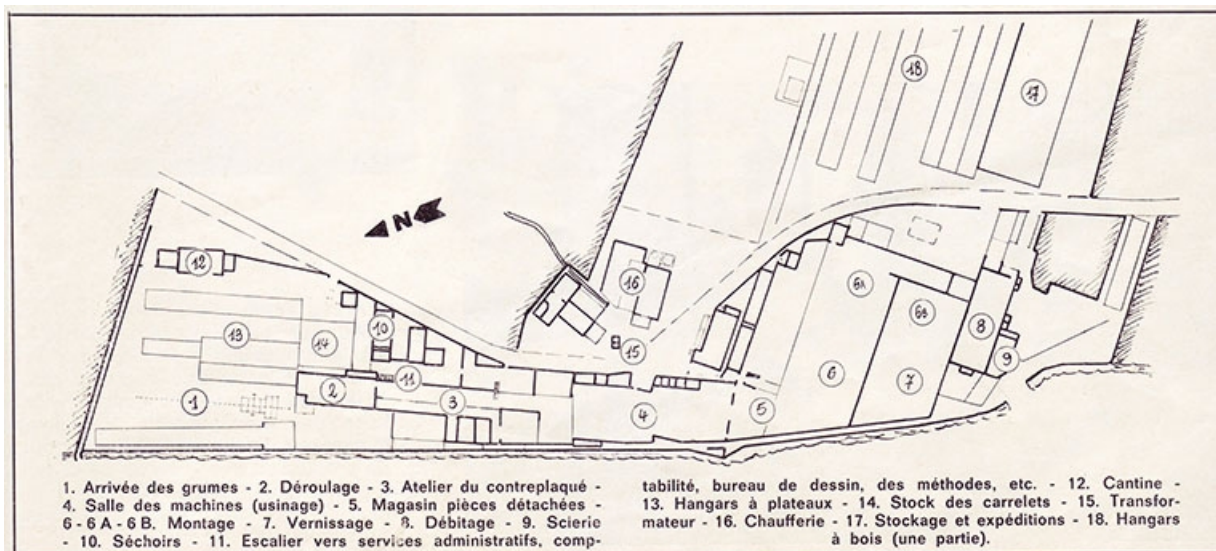 18
17
12
N
16
6A
13
10
6B
14
15
8
11
9
2
6
7
1
3
4
5
1. Arrivée des grumes - 2. Déroulage - 3. Atelier du contreplaqué -
4. Salle des machines (usinage) - 5. Magasin pièces détachées -
6 - 6 A - 6 B. Montage - 7. Vernissage - 8. Débitage - 9. Scierie
- 10. Séchoirs - 11. Escalier vers services administratifs, comp-
tabilité, bureau de dessin, des méthodes, etc. - 12. Cantine -
13. Hangars à plateaux - 14. Stock des carrelets - 15. Transfor-
mateur - 16. Chaufferie - 17. Stockage et expéditions - 18. Hangars
à bois (une partie).